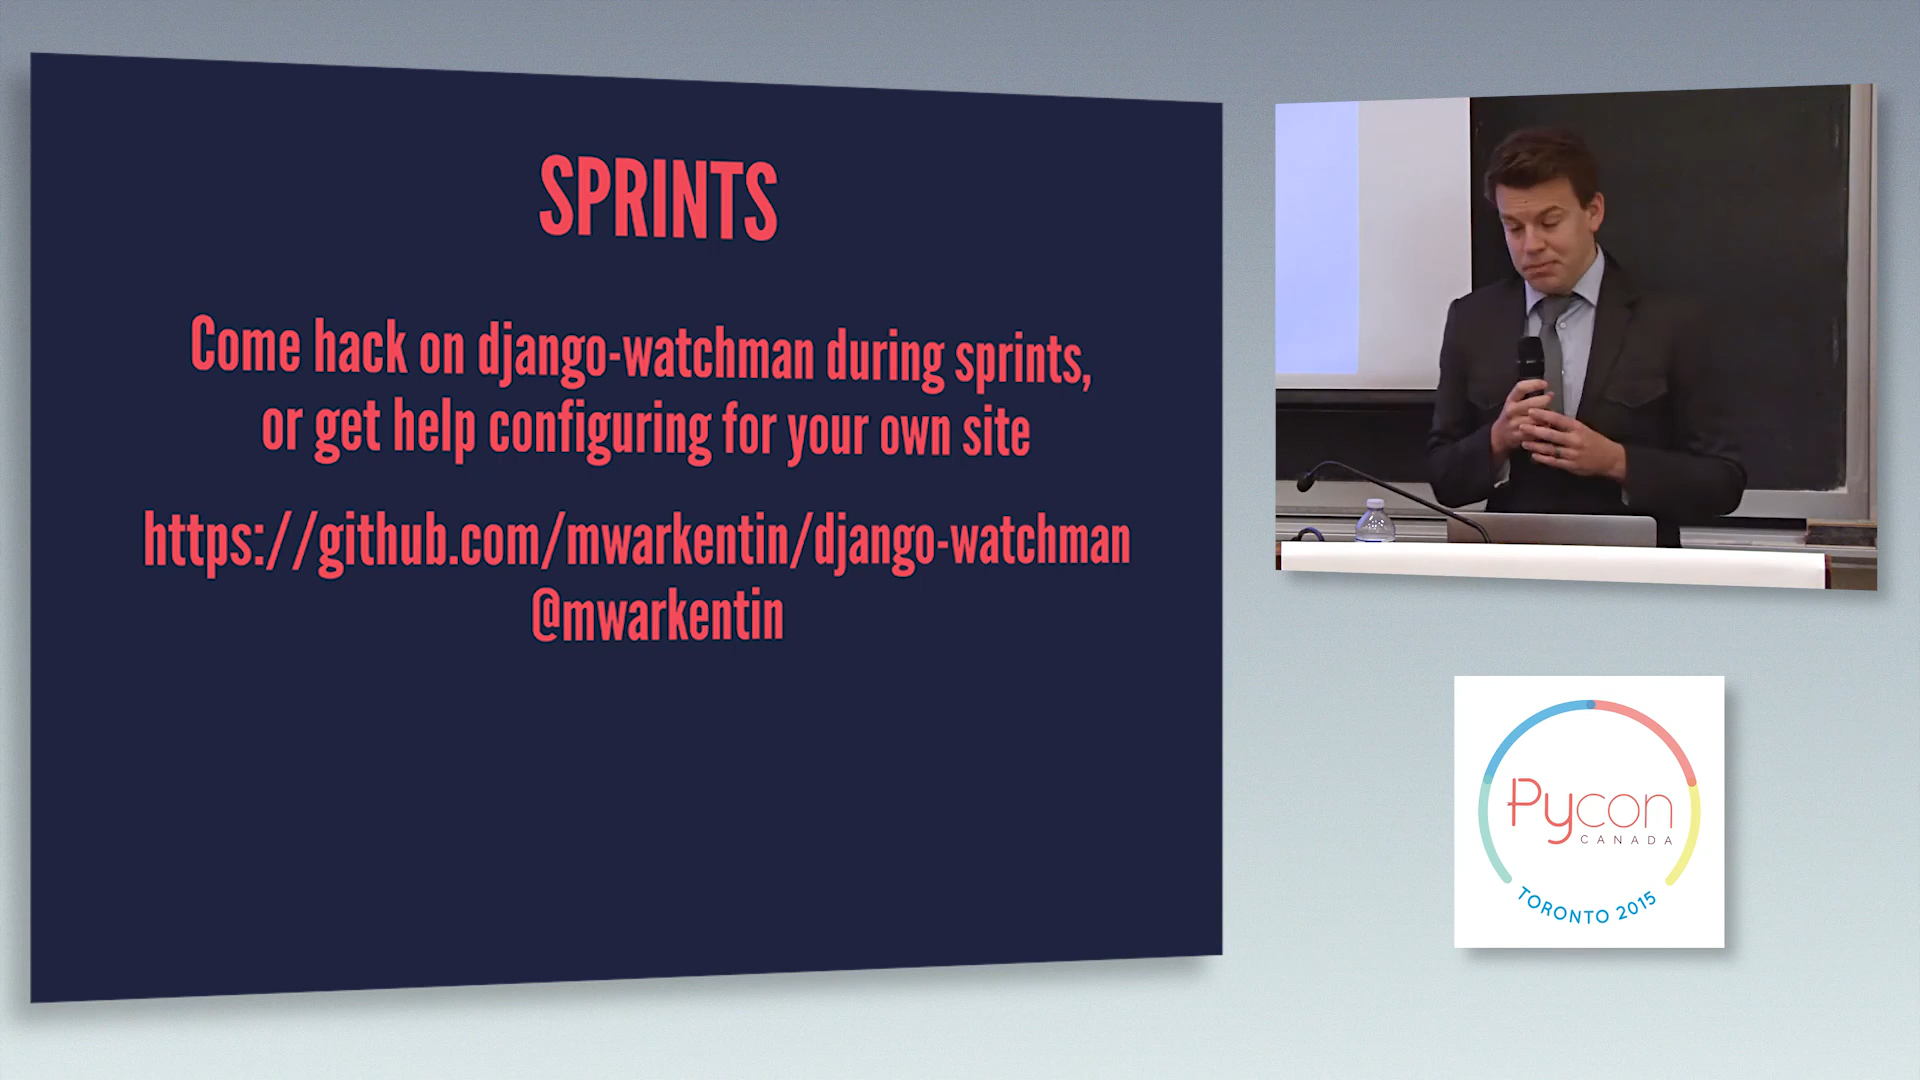 SPRINTS
Come hack on django-watchman during sprints,
or get help configuring for your own site
https://github.com/mwarkentin/django-watchman
@mwarkentin
Pycon
CANADA
TORONTO 2015